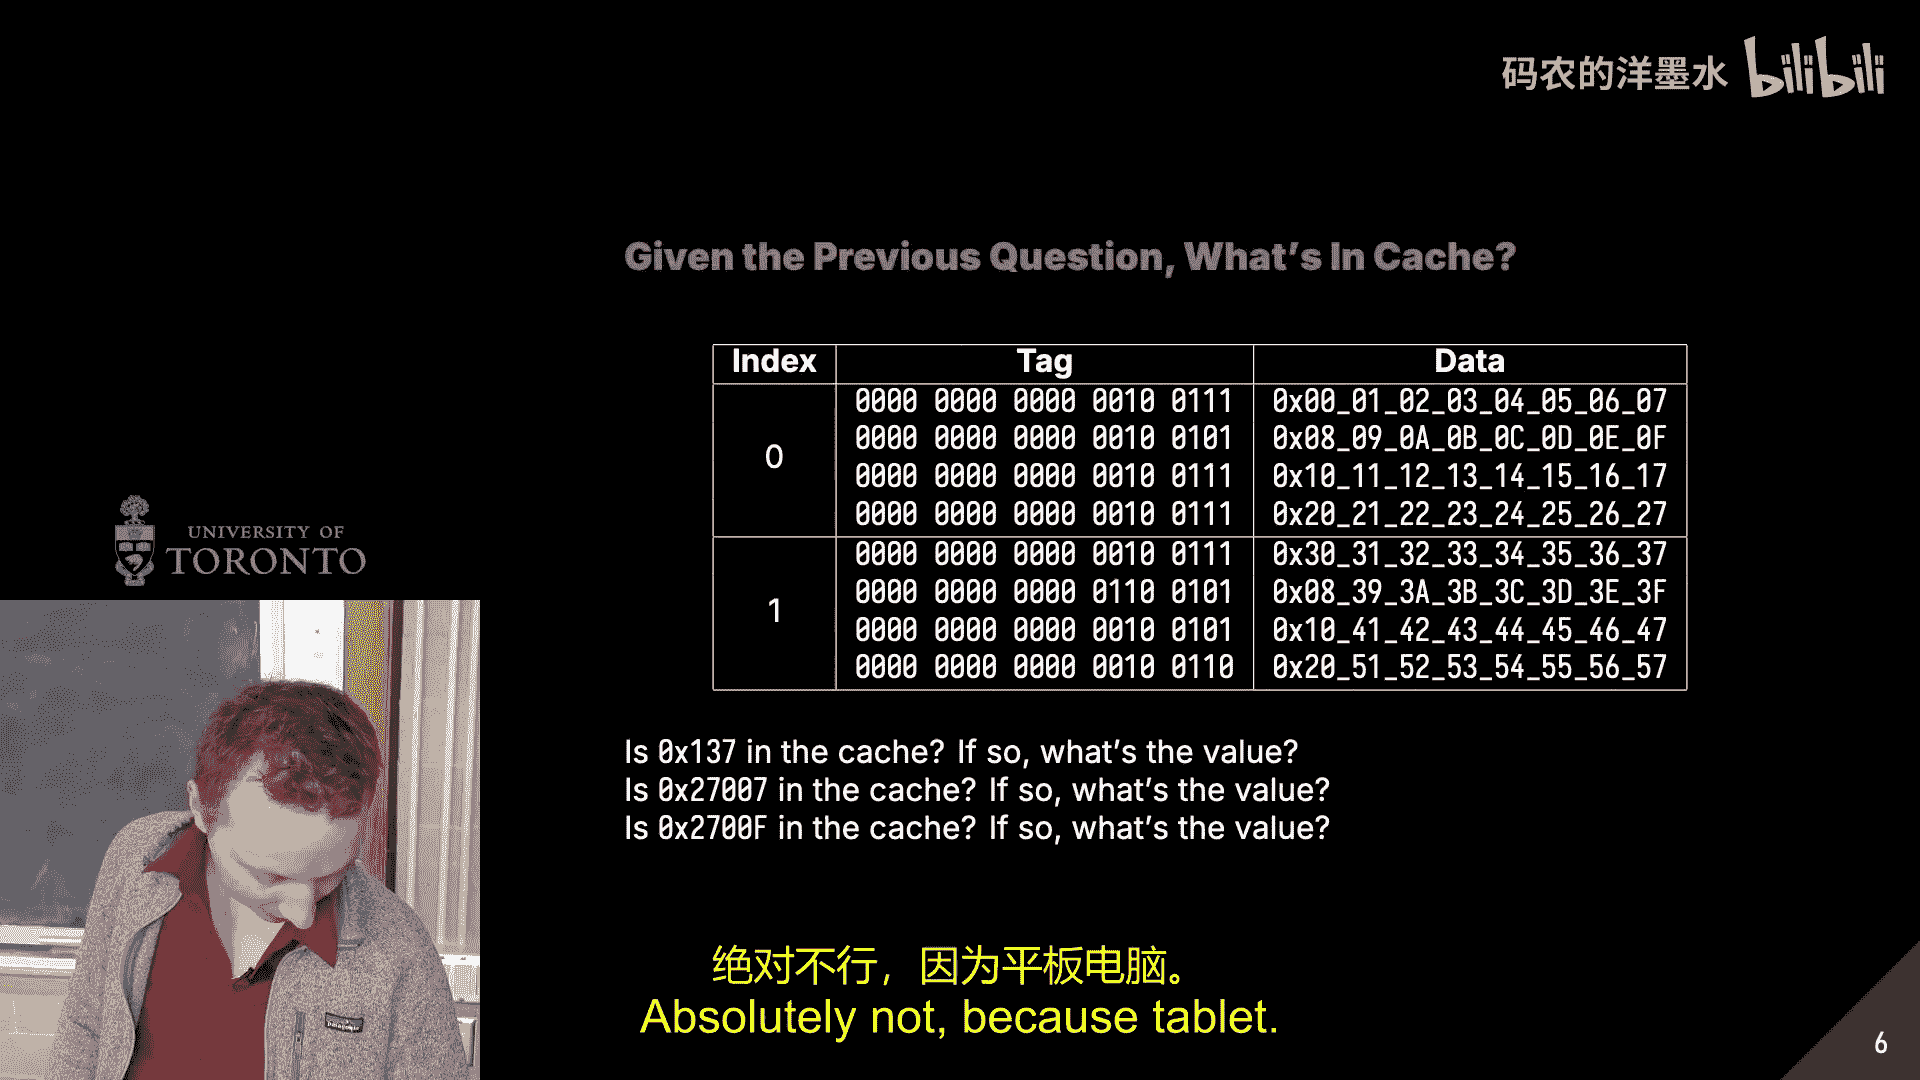 码农的洋墨水 bilibili
Given the Previous Question, What's In Cache?
Index Tag Data
0
0000 0000 0000 0010 0111 0x00_01_02_03_04_05_06_07
0000 0000 0000 0010 0101 0x08_09_0A_0B_0C_0D_0E_0F
0000 0000 0000 0010 0111 0x10_11_12_13_14_15_16_17
0000 0000 0000 0010 0111 0x20_21_22_23_24_25_26_27
1
0000 0000 0000 0010 0111 0x30_31_32_33_34_35_36_37
0000 0000 0000 0110 0101 0x08_39_3A_3B_3C_3D_3E_3F
0000 0000 0000 0010 0101 0x10_41_42_43_44_45_46_47
0000 0000 0000 0010 0110 0x20_51_52_53_54_55_56_57
UNIVERSITY OF
TORONTO
Is 0x137 in the cache? If so, what's the value?
Is 0x27007 in the cache? If so, what's the value?
Is 0x2700F in the cache? If so, what's the value?
patagonia
绝对不行，因为平板电脑。
Absolutely not, because tablet.
6